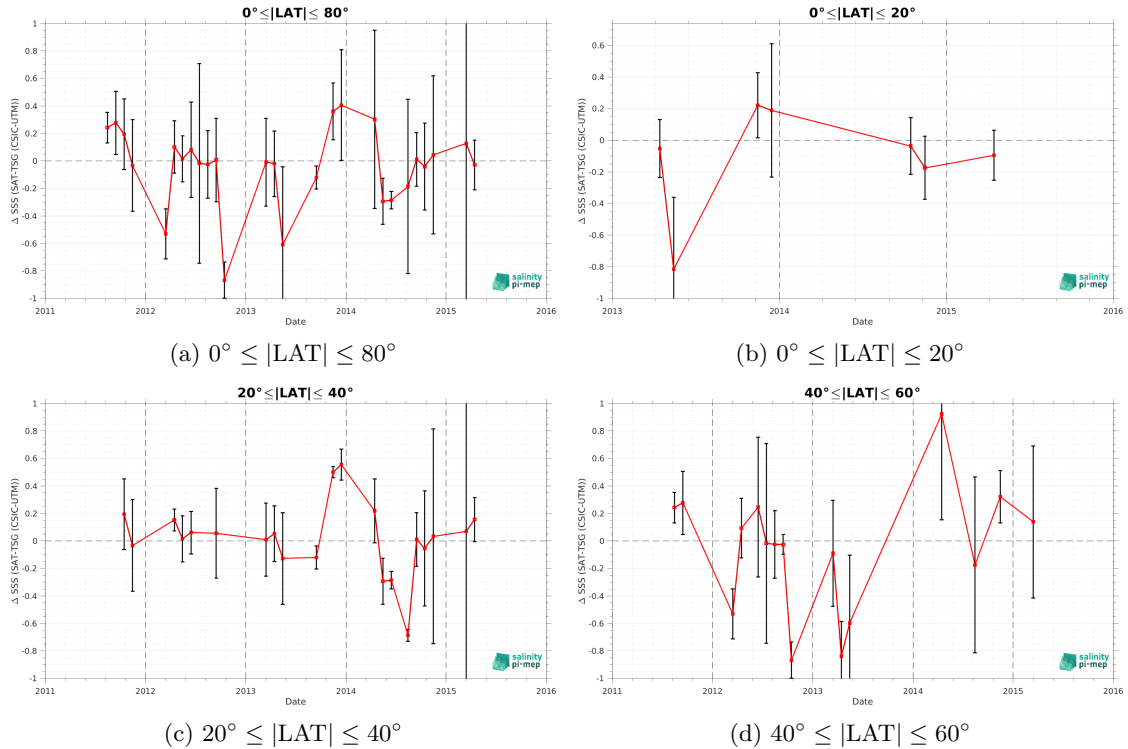 0°≤|LAT|≤ 80°
Δ SSS (SAT-TSG (CSIC-UTM))
1
0.8
0.6
0.4
0.2
0
-0.2
-0.4
-0.6
-0.8
-1
2011 2012 2013 2014 2015 2016
Date
salinity
pi-mep
(a) 0° ≤ |LAT| ≤ 80°
0°≤|LAT|≤ 20°
Δ SSS (SAT-TSG (CSIC-UTM))
0.6
0.4
0.2
0
-0.2
-0.4
-0.6
-0.8
-1
2013 2014 2015 2016
Date
salinity
pi-mep
(b) 0° ≤ |LAT| ≤ 20°
20°≤|LAT|≤ 40°
Δ SSS (SAT-TSG (CSIC-UTM))
1
0.8
0.6
0.4
0.2
0
-0.2
-0.4
-0.6
-0.8
-1
2011 2012 2013 2014 2015 2016
Date
salinity
pi-mep
(c) 20° ≤ |LAT| ≤ 40°
40°≤|LAT|≤ 60°
Δ SSS (SAT-TSG (CSIC-UTM))
1
0.8
0.6
0.4
0.2
0
-0.2
-0.4
-0.6
-0.8
-1
2011 2012 2013 2014 2015 2016
Date
salinity
pi-mep
(d) 40° ≤ |LAT| ≤ 60°